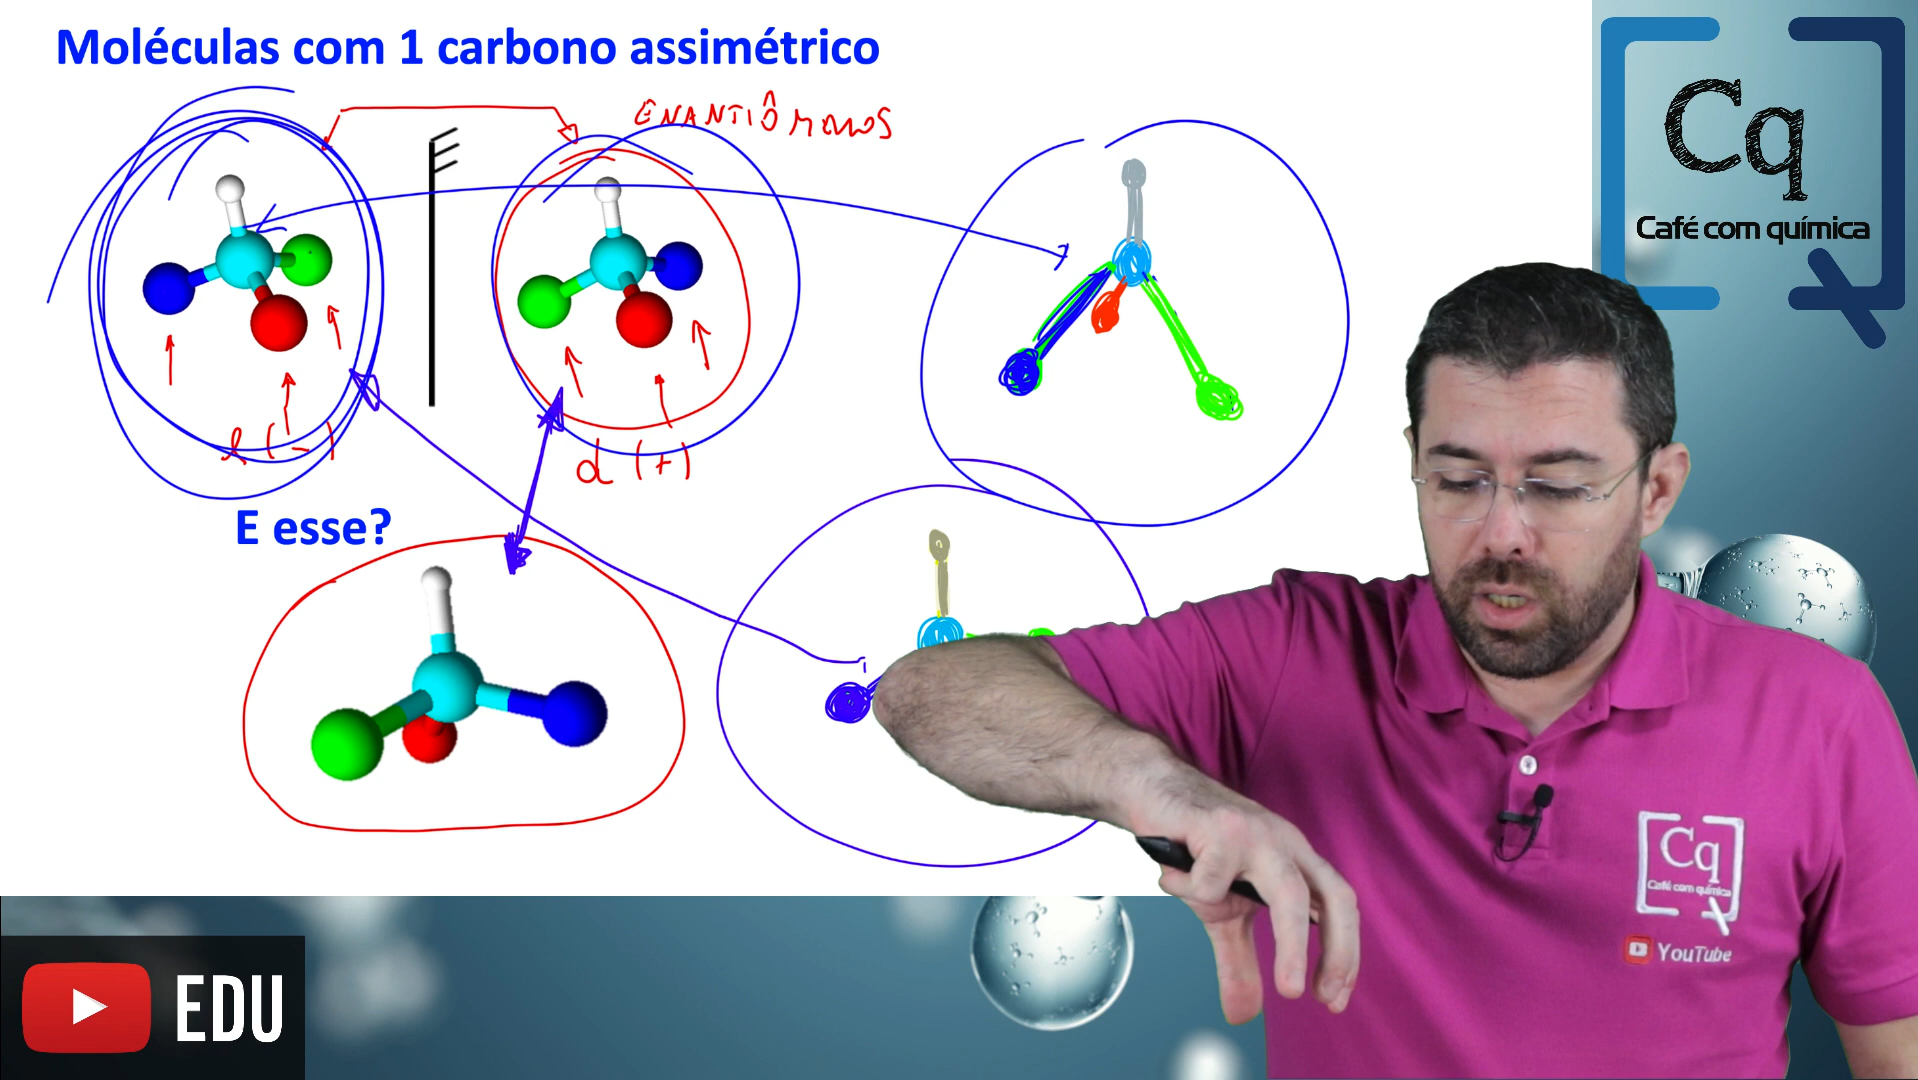 Moléculas com 1 carbono assimétrico
ENANTIÔMEROS
l (-)
d (+)
E esse?
Cq
Café com química
Cq
Café com química
YouTube
EDU